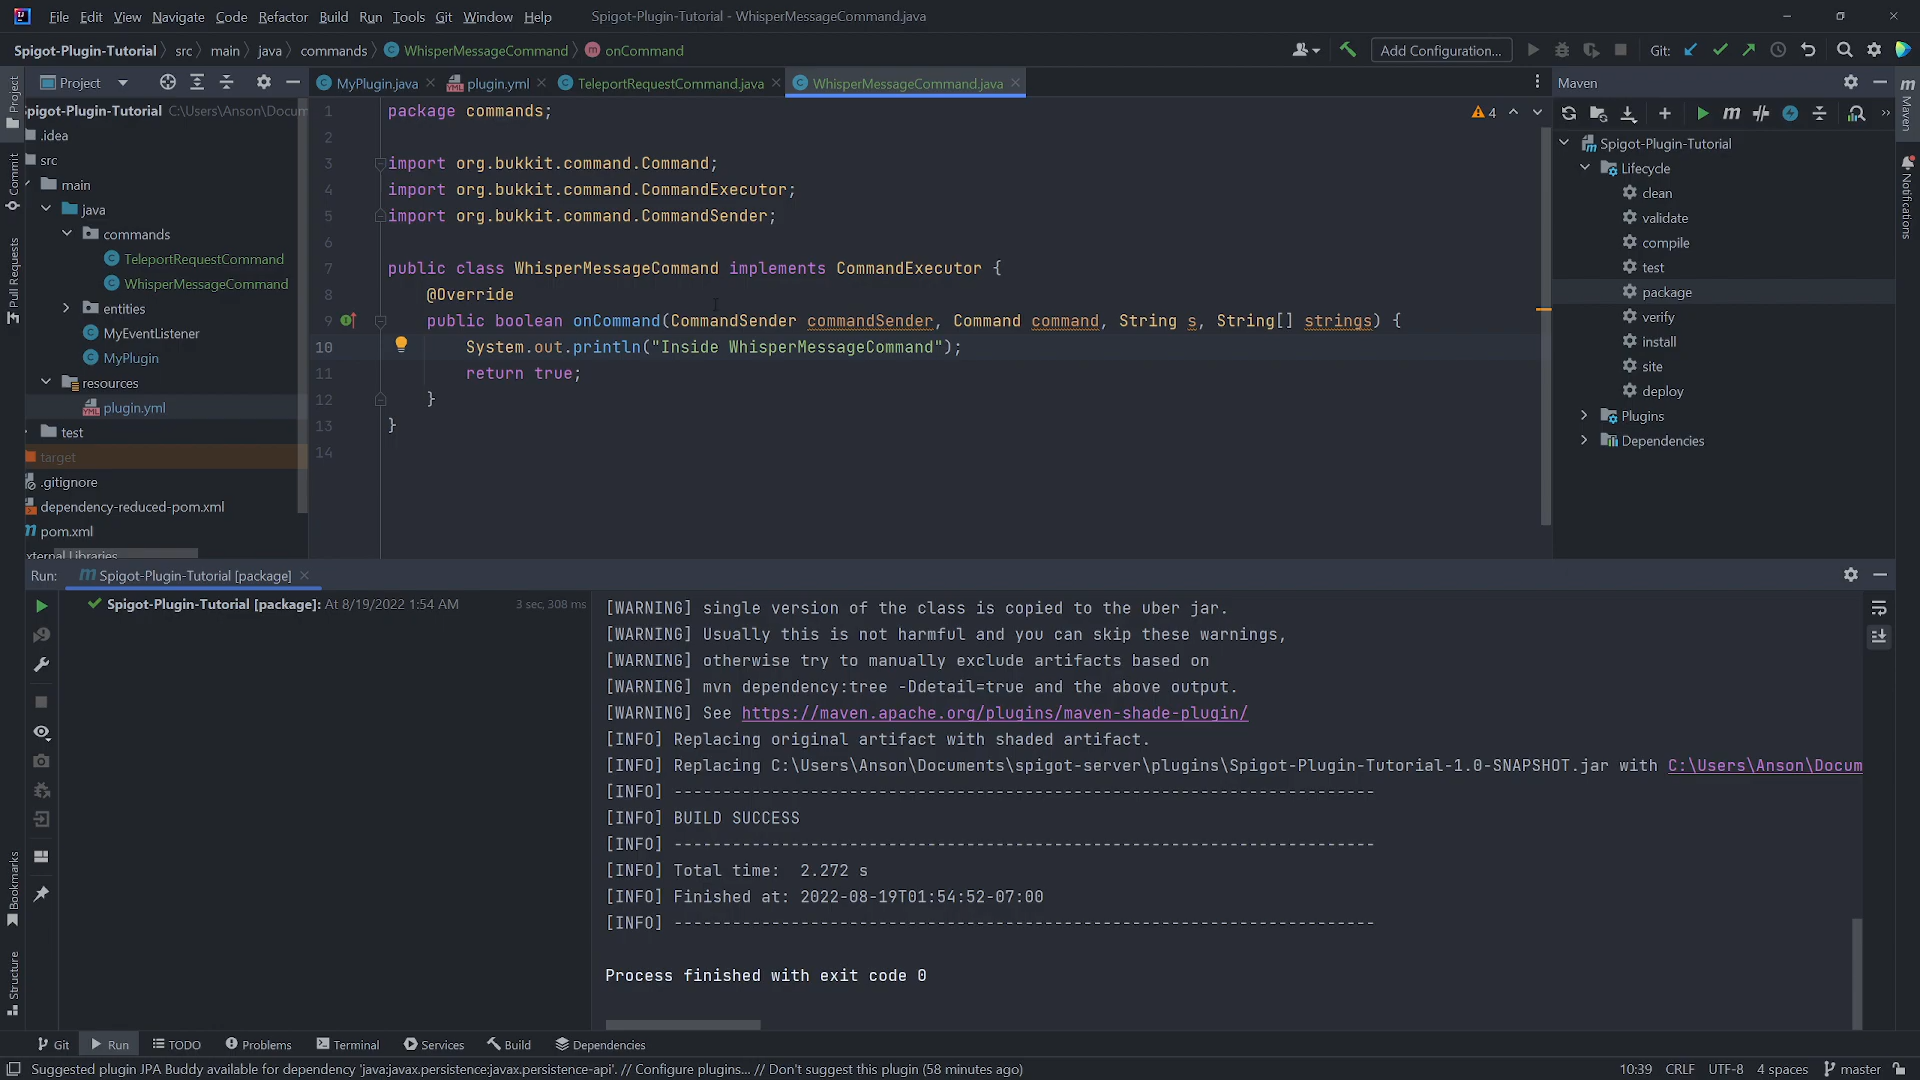 File Edit View Navigate Code Refactor Build Run Tools Git Window Help Spigot-Plugin-Tutorial - WhisperMessageCommand.java
Spigot-Plugin-Tutorial src main java commands WhisperMessageCommand onCommand Add Configuration... Git:
Project MyPlugin.java plugin.yml TeleportRequestCommand.java WhisperMessageCommand.java Maven
Project
Commit
Pull Requests
Bookmarks
Structure
Spigot-Plugin-Tutorial C:\Users\Anson\Docum
.idea
src
main
java
commands
TeleportRequestCommand
WhisperMessageCommand
entities
MyEventListener
MyPlugin
resources
plugin.yml
test
target
.gitignore
dependency-reduced-pom.xml
pom.xml
External Libraries
1 package commands;
2
3 import org.bukkit.command.Command;
4 import org.bukkit.command.CommandExecutor;
5 import org.bukkit.command.CommandSender;
6
7 public class WhisperMessageCommand implements CommandExecutor {
8 @Override
9 public boolean onCommand(CommandSender commandSender, Command command, String s, String[] strings) {
10 System.out.println("Inside WhisperMessageCommand");
11 return true;
12 }
13 }
14
4
Spigot-Plugin-Tutorial
Lifecycle
clean
validate
compile
test
package
verify
install
site
deploy
Plugins
Dependencies
Maven
Notifications
Run: Spigot-Plugin-Tutorial [package]
Spigot-Plugin-Tutorial [package]: At 8/19/2022 1:54 AM 3 sec, 308 ms
[WARNING] single version of the class is copied to the uber jar.
[WARNING] Usually this is not harmful and you can skip these warnings,
[WARNING] otherwise try to manually exclude artifacts based on
[WARNING] mvn dependency:tree -Ddetail=true and the above output.
[WARNING] See https://maven.apache.org/plugins/maven-shade-plugin/
[INFO] Replacing original artifact with shaded artifact.
[INFO] Replacing C:\Users\Anson\Documents\spigot-server\plugins\Spigot-Plugin-Tutorial-1.0-SNAPSHOT.jar with C:\Users\Anson\Docum
[INFO] ------------------------------------------------------------------------
[INFO] BUILD SUCCESS
[INFO] ------------------------------------------------------------------------
[INFO] Total time:  2.272 s
[INFO] Finished at: 2022-08-19T01:54:52-07:00
[INFO] ------------------------------------------------------------------------
Process finished with exit code 0
Git Run TODO Problems Terminal Services Build Dependencies
Suggested plugin JPA Buddy available for dependency 'java:javax.persistence:javax.persistence-api'. // Configure plugins... // Don't suggest this plugin (58 minutes ago) 10:39 CRLF UTF-8 4 spaces master